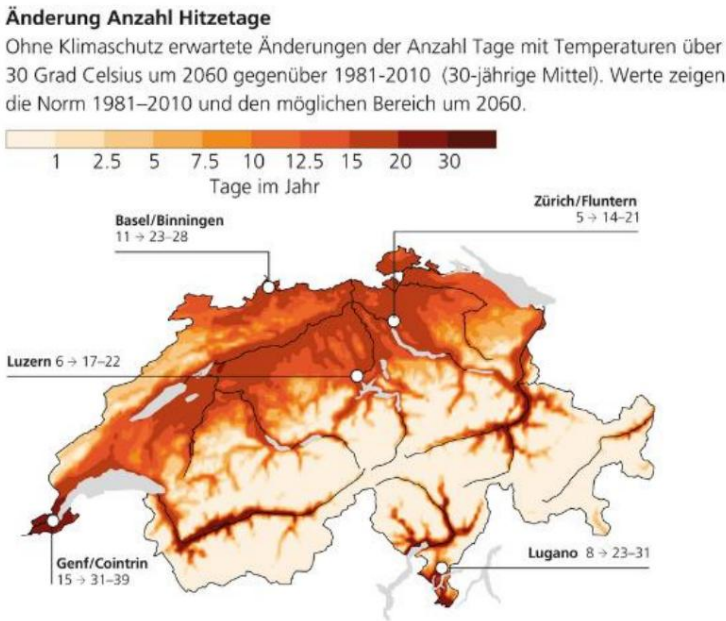 Änderung Anzahl Hitzetage
Ohne Klimaschutz erwartete Änderungen der Anzahl Tage mit Temperaturen über
30 Grad Celsius um 2060 gegenüber 1981-2010 (30-jährige Mittel). Werte zeigen
die Norm 1981–2010 und den möglichen Bereich um 2060.
1 2.5 5 7.5 10 12.5 15 20 30
Tage im Jahr
Zürich/Fluntern
5 → 14–21
Basel/Binningen
11 → 23–28
Luzern 6 → 17–22
Lugano 8 → 23–31
Genf/Cointrin
15 → 31–39